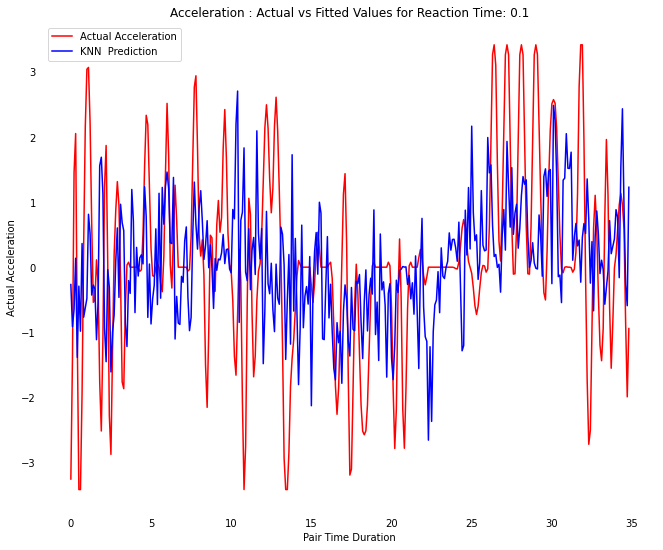 Acceleration : Actual vs Fitted Values for Reaction Time: 0.1
Actual Acceleration
KNN Prediction
Actual Acceleration
3
2
1
0
−1
−2
−3
0 5 10 15 20 25 30 35
Pair Time Duration